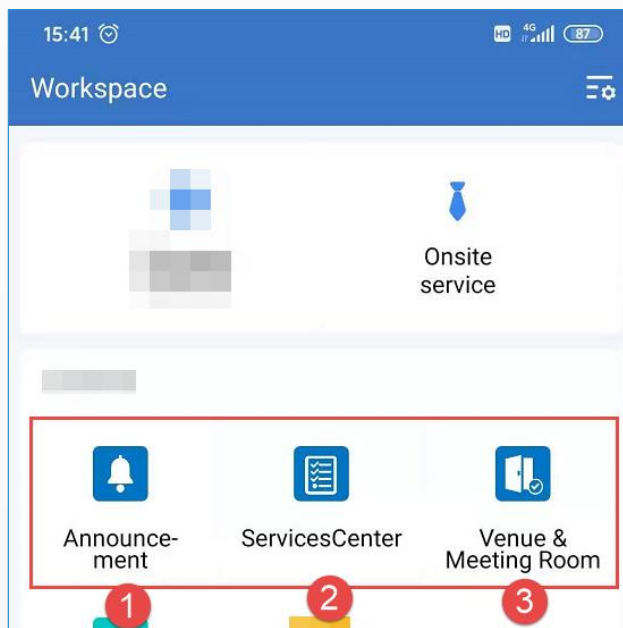 15:41 HD 4G 87
Workspace
Onsite
service
Announce-
ment
ServicesCenter
Venue &
Meeting Room
1 2 3